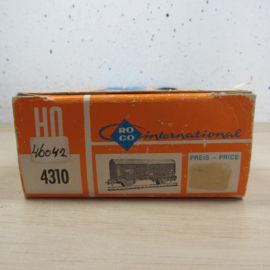 HO
46042
4310
ROCO international
PREIS - PRICE